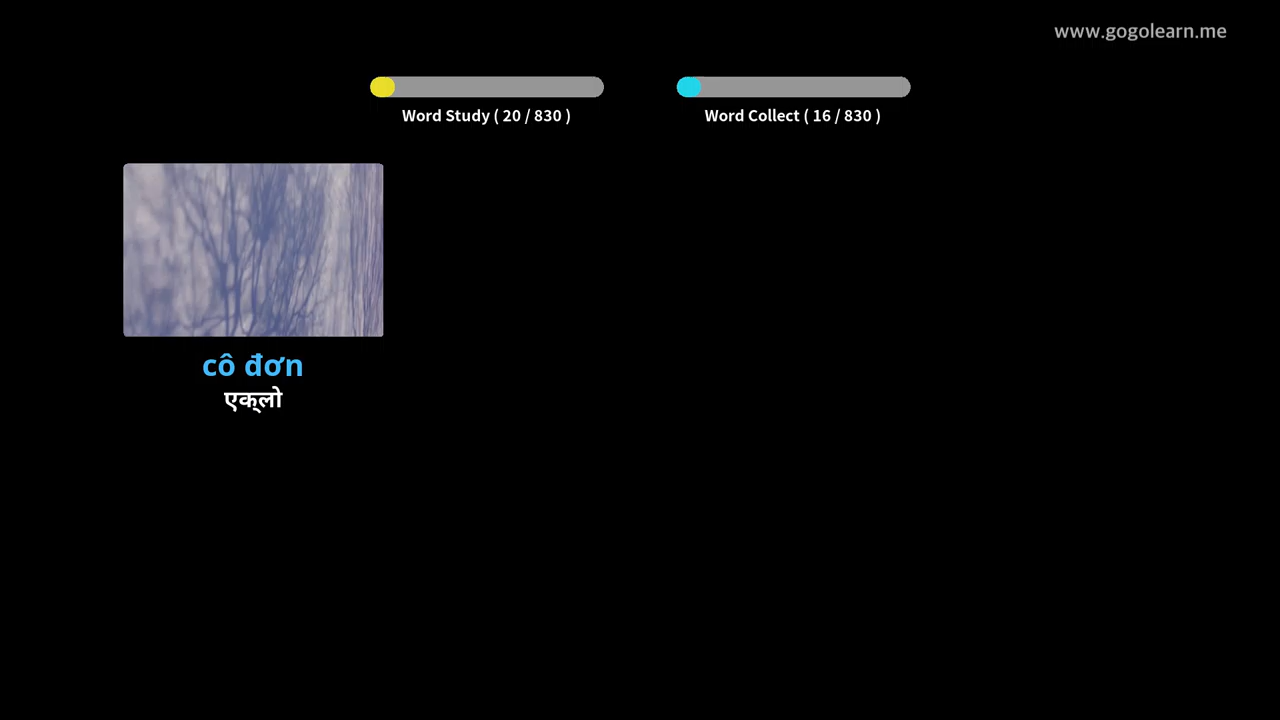 www.gogolearn.me
Word Study ( 20 / 830 )
Word Collect ( 16 / 830 )
cô đơn
एक्लो